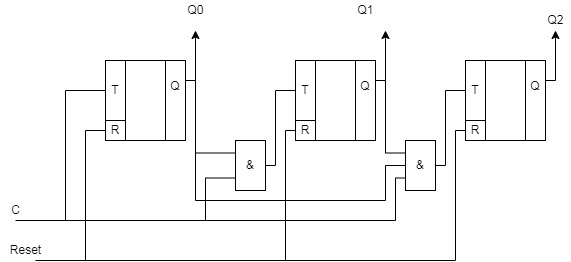 Q0 Q1 Q2
T Q T Q T Q
R R R
& &
C
Reset